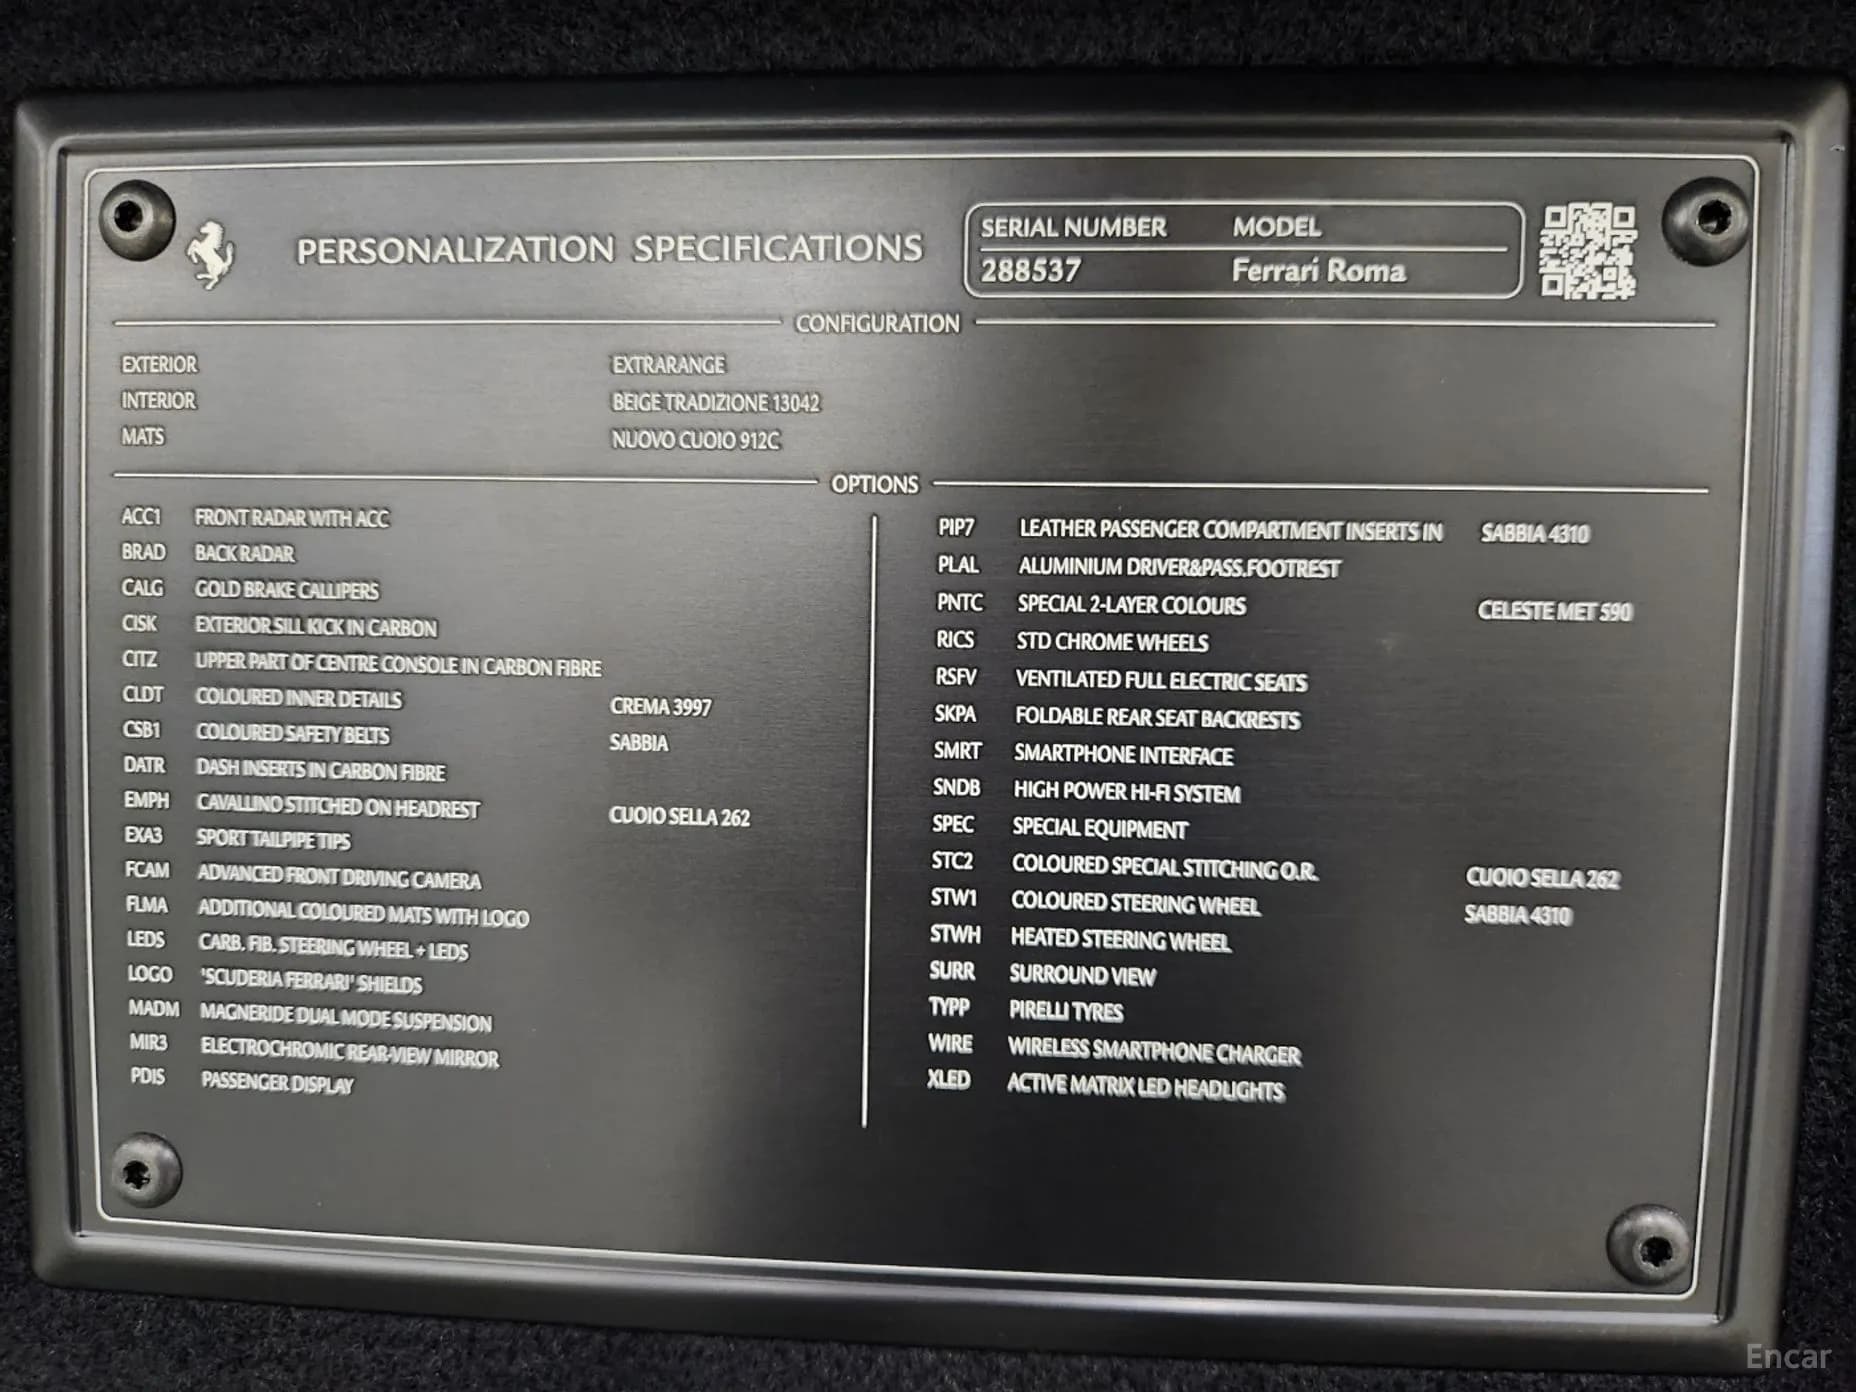 PERSONALIZATION SPECIFICATIONS
SERIAL NUMBER MODEL
288537 Ferrari Roma
CONFIGURATION
EXTERIOR EXTRARANGE
INTERIOR BEIGE TRADIZIONE 13042
MATS NUOVO CUOIO 912C
OPTIONS
ACC1 FRONT RADAR WITH ACC
BRAD BACK RADAR
CALG GOLD BRAKE CALLIPERS
CISK EXTERIOR SILL KICK IN CARBON
CITZ UPPER PART OF CENTRE CONSOLE IN CARBON FIBRE
CLDT COLOURED INNER DETAILS CREMA 3997
CSB1 COLOURED SAFETY BELTS SABBIA
DATR DASH INSERTS IN CARBON FIBRE
EMPH CAVALLINO STITCHED ON HEADREST CUOIO SELLA 262
EXA3 SPORT TAILPIPE TIPS
FCAM ADVANCED FRONT DRIVING CAMERA
FLMA ADDITIONAL COLOURED MATS WITH LOGO
LEDS CARB. FIB. STEERING WHEEL + LEDS
LOGO 'SCUDERIA FERRARI' SHIELDS
MADM MAGNERIDE DUAL MODE SUSPENSION
MIR3 ELECTROCHROMIC REAR-VIEW MIRROR
PDIS PASSENGER DISPLAY
PIP7 LEATHER PASSENGER COMPARTMENT INSERTS IN SABBIA 4310
PLAL ALUMINIUM DRIVER&PASS.FOOTREST
PNTC SPECIAL 2-LAYER COLOURS CELESTE MET 590
RICS STD CHROME WHEELS
RSFV VENTILATED FULL ELECTRIC SEATS
SKPA FOLDABLE REAR SEAT BACKRESTS
SMRT SMARTPHONE INTERFACE
SNDB HIGH POWER HI-FI SYSTEM
SPEC SPECIAL EQUIPMENT
STC2 COLOURED SPECIAL STITCHING O.R. CUOIO SELLA 262
STW1 COLOURED STEERING WHEEL SABBIA 4310
STWH HEATED STEERING WHEEL
SURR SURROUND VIEW
TYPP PIRELLI TYRES
WIRE WIRELESS SMARTPHONE CHARGER
XLED ACTIVE MATRIX LED HEADLIGHTS
Encar